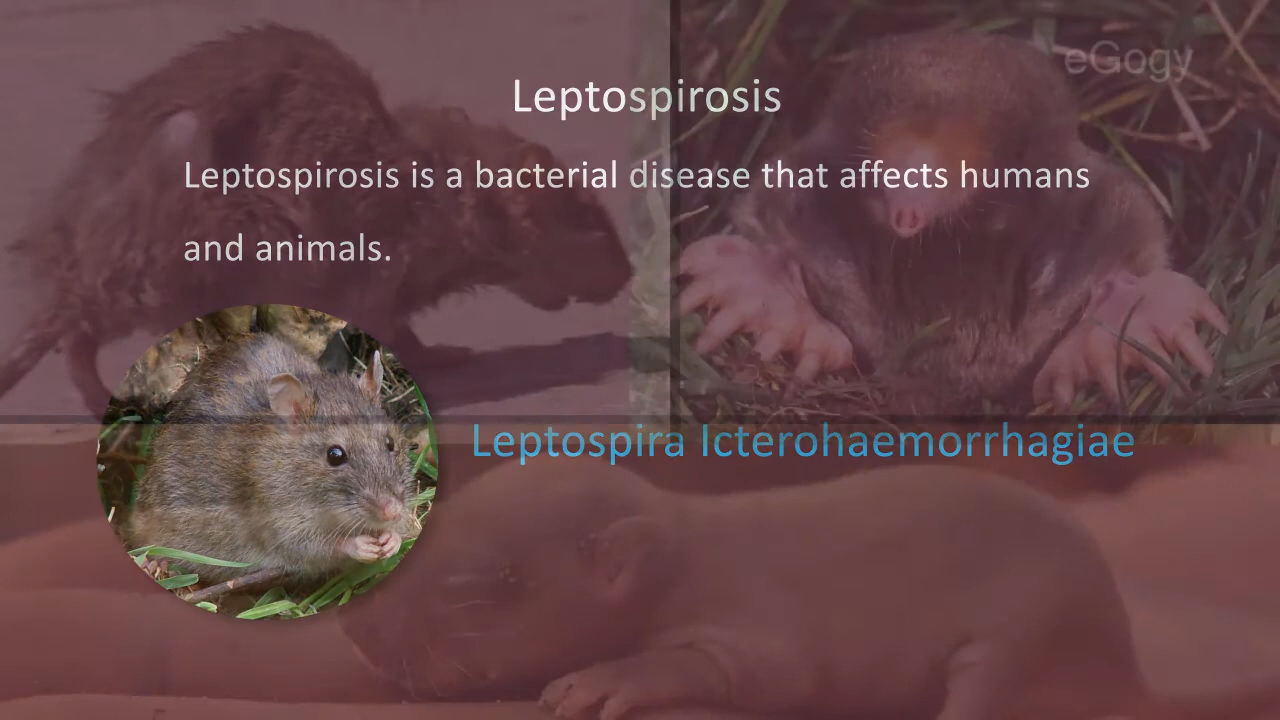 eGogy
Leptospirosis
Leptospirosis is a bacterial disease that affects humans
and animals.
Leptospira Icterohaemorrhagiae